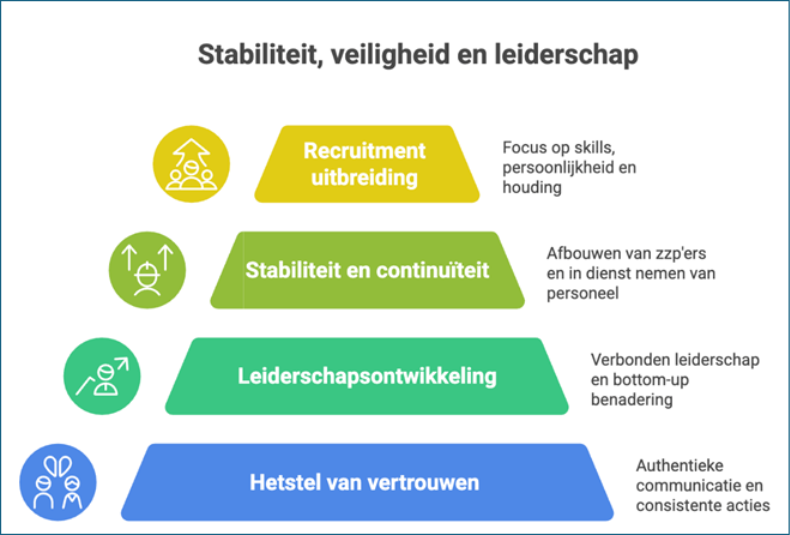 Stabiliteit, veiligheid en leiderschap
Recruitment
uitbreiding
Focus op skills,
persoonlijkheid en
houding
Stabiliteit en continuïteit
Afbouwen van zzp'ers
en in dienst nemen van
personeel
Leiderschapsontwikkeling
Verbonden leiderschap
en bottom-up
benadering
Hetstel van vertrouwen
Authentieke
communicatie en
consistente acties